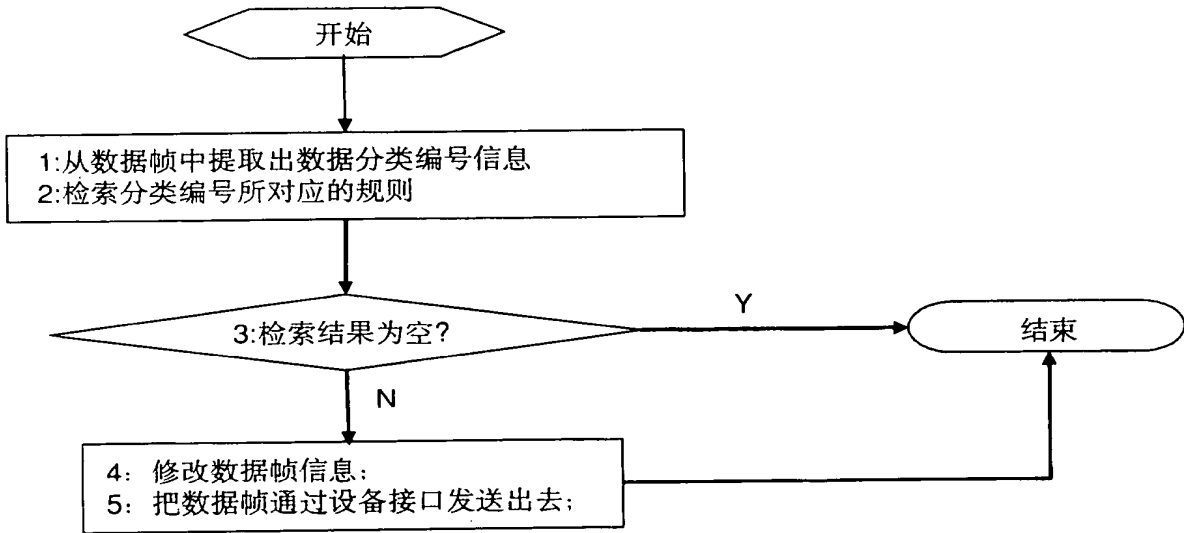 开始
1:从数据帧中提取出数据分类编号信息
2:检索分类编号所对应的规则
3:检索结果为空?
Y
结束
N
4：修改数据帧信息;
5：把数据帧通过设备接口发送出去;